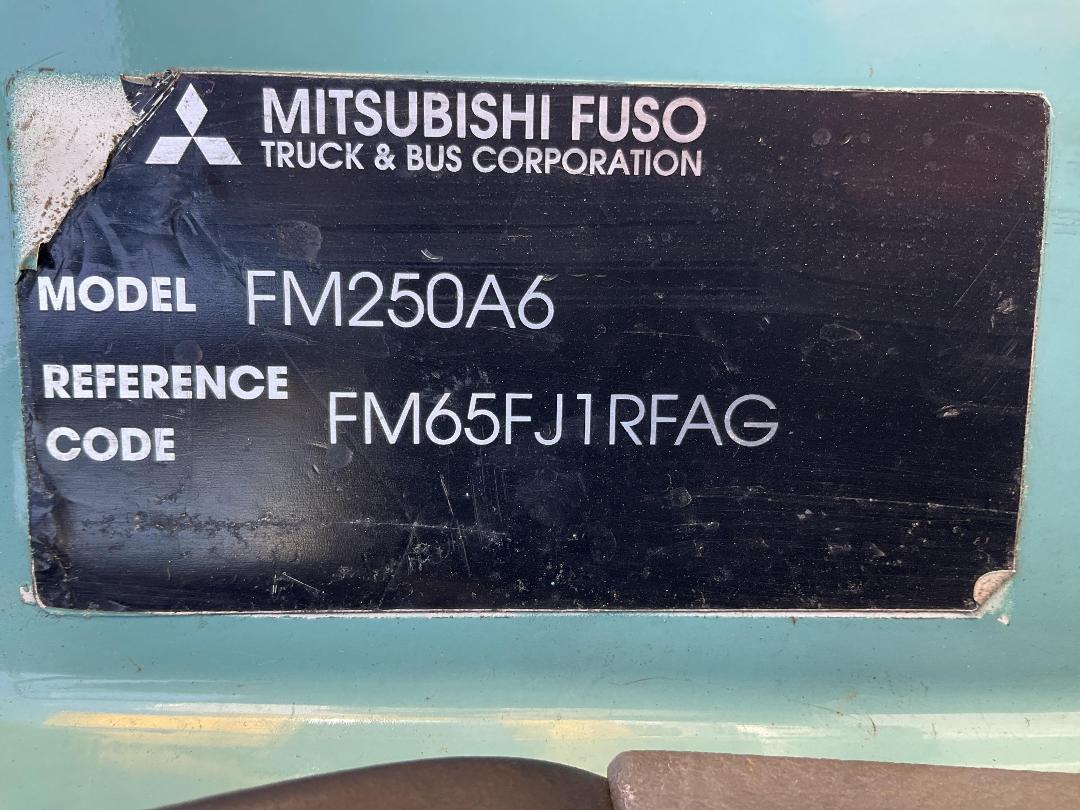 MITSUBISHI FUSO
TRUCK & BUS CORPORATION
MODEL FM250A6
REFERENCE
CODE FM65FJ1RFAG